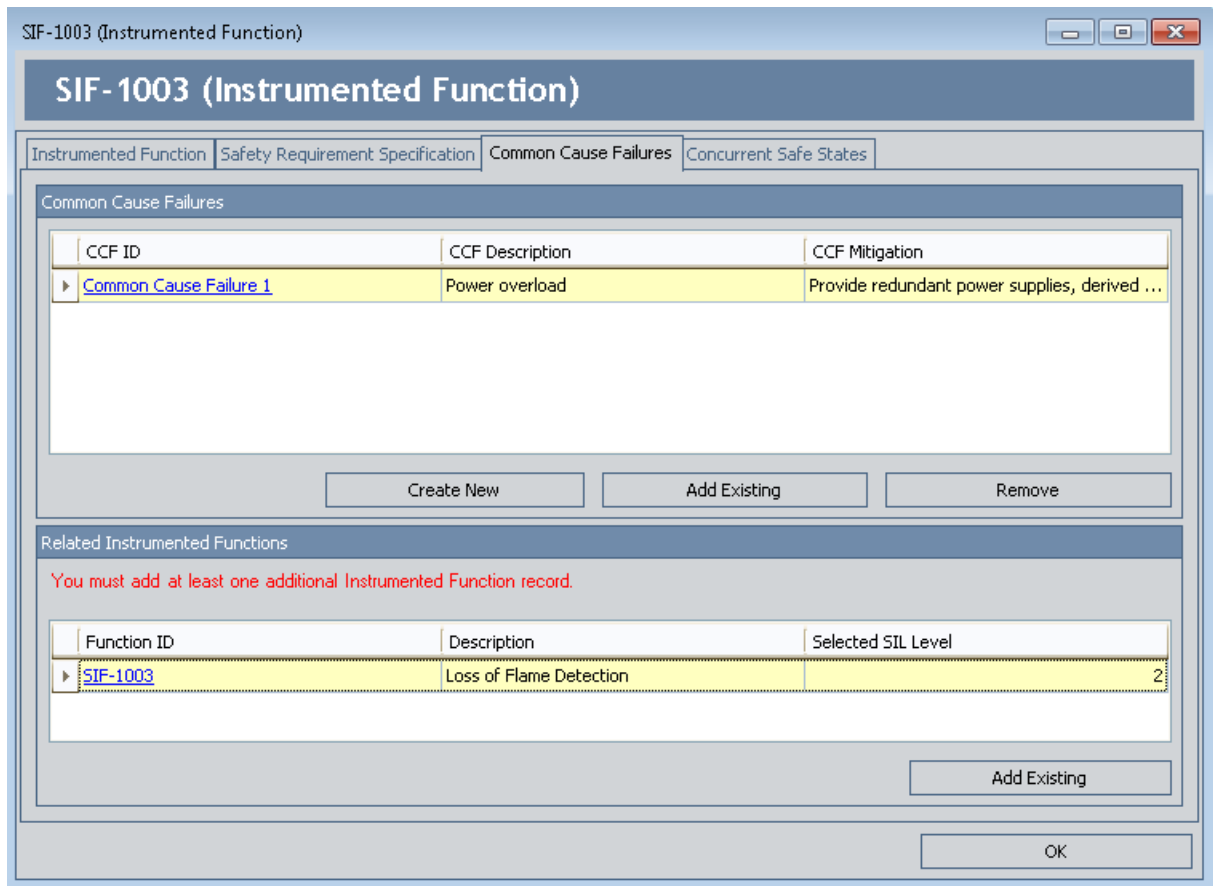 SIF-1003 (Instrumented Function)
SIF-1003 (Instrumented Function)
Instrumented Function Safety Requirement Specification Common Cause Failures Concurrent Safe States
Common Cause Failures
CCF ID CCF Description CCF Mitigation
Common Cause Failure 1 Power overload Provide redundant power supplies, derived ...
Create New Add Existing Remove
Related Instrumented Functions
You must add at least one additional Instrumented Function record.
Function ID Description Selected SIL Level
SIF-1003 Loss of Flame Detection 2
Add Existing
OK